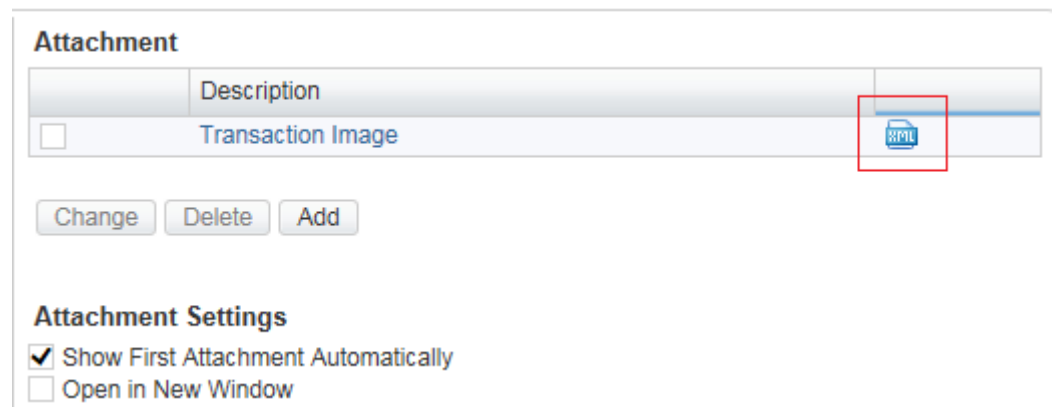 Attachment
Description
Transaction Image XML
Change Delete Add
Attachment Settings
Show First Attachment Automatically
Open in New Window